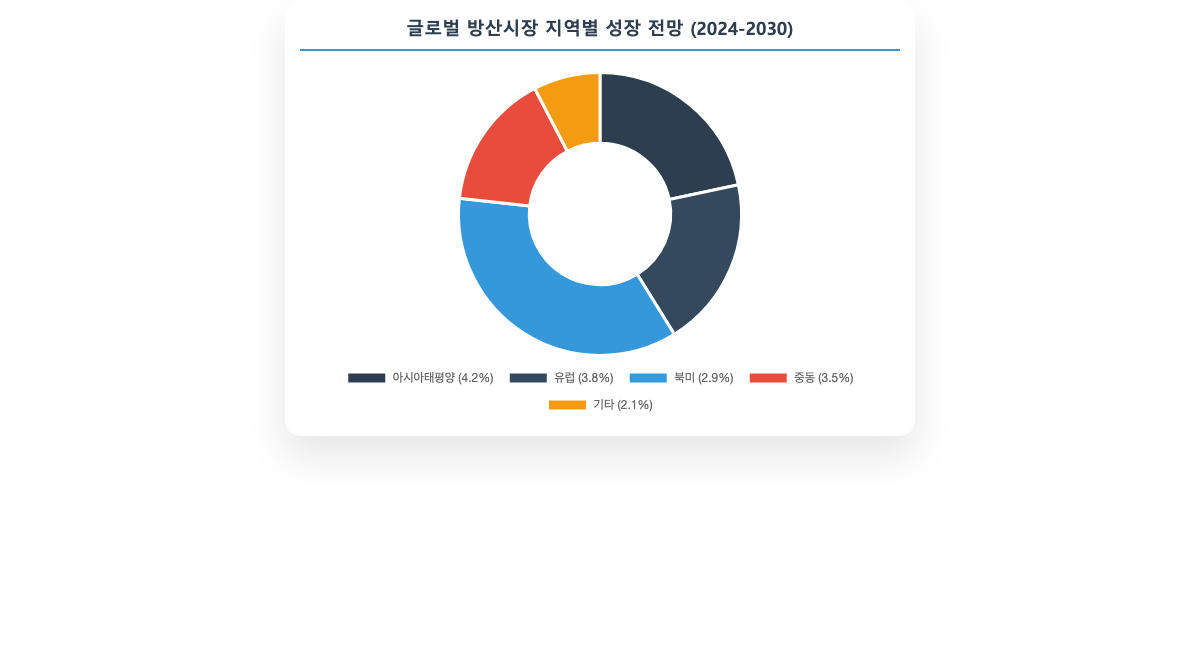 글로벌 방산시장 지역별 성장 전망 (2024-2030)
아시아태평양 (4.2%) 유럽 (3.8%) 북미 (2.9%) 중동 (3.5%)
기타 (2.1%)